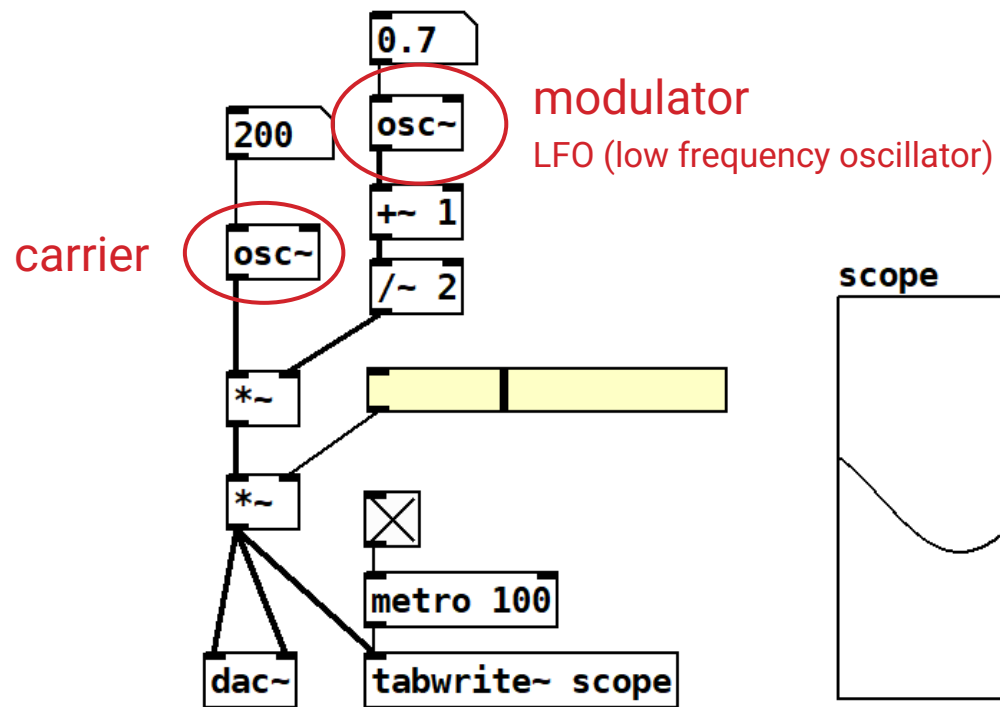 0.7
modulator
osc~
LFO (low frequency oscillator)
200
+~ 1
carrier
osc~
/~ 2
scope
*~
*~
metro 100
dac~
tabwrite~ scope